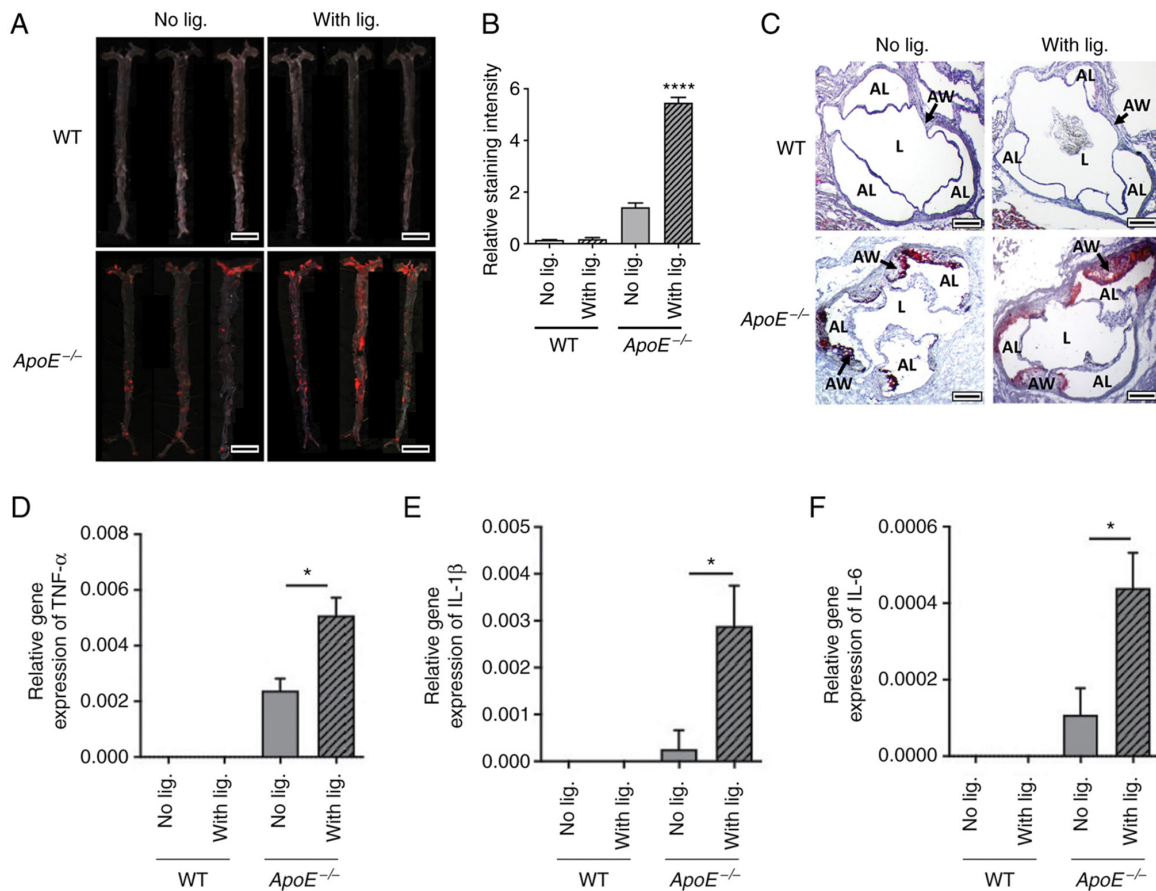 A
No lig.
With lig.
WT
ApoE−/−
B
Relative staining intensity
6
4
2
0
****
No lig.
With lig.
No lig.
With lig.
WT
ApoE−/−
C
No lig.
With lig.
WT
ApoE−/−
AL
AW
L
AL
AL
AL
AW
AL
L
AL
AW
AL
L
AL
AL
AW
AW
AL
L
AL
AW
AL
D
Relative gene
expression of TNF-α
0.008
0.006
0.004
0.002
0.000
*
No lig.
With lig.
No lig.
With lig.
WT
ApoE−/−
E
Relative gene
expression of IL-1β
0.005
0.004
0.003
0.002
0.001
0.000
*
No lig.
With lig.
No lig.
With lig.
WT
ApoE−/−
F
Relative gene
expression of IL-6
0.0006
0.0004
0.0002
0.0000
*
No lig.
With lig.
No lig.
With lig.
WT
ApoE−/−